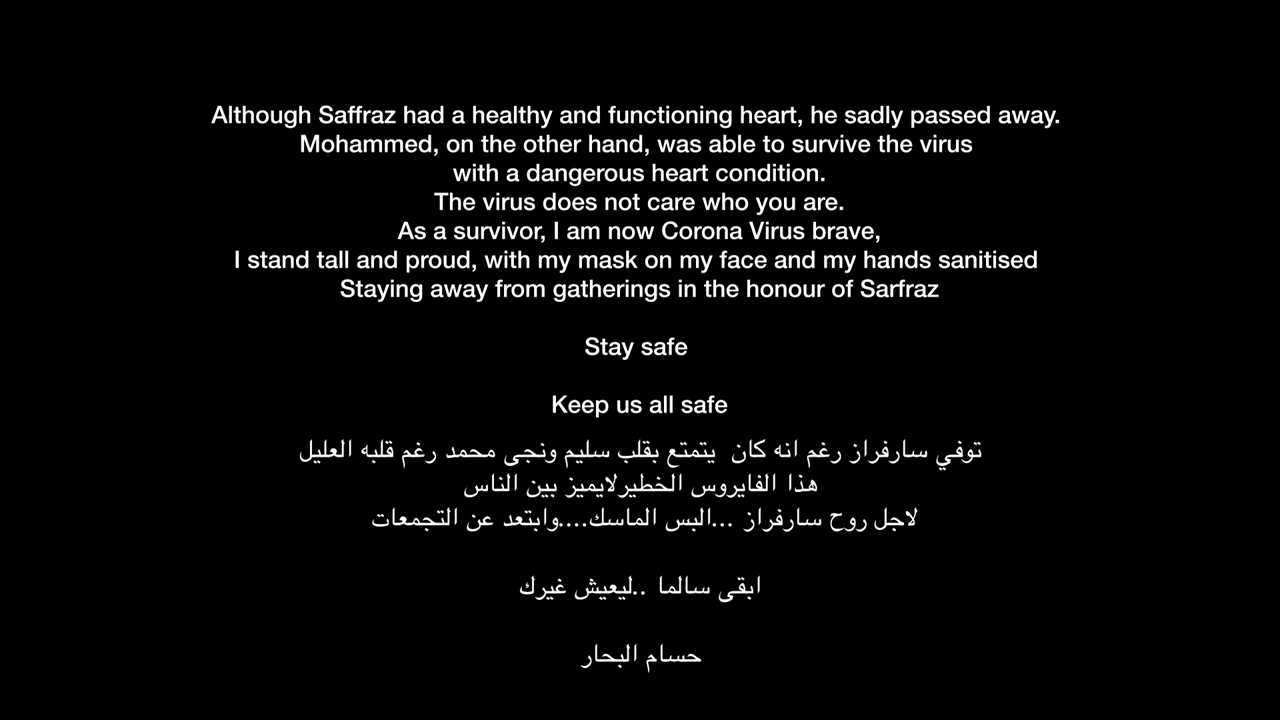 Although Saffraz had a healthy and functioning heart, he sadly passed away.
Mohammed, on the other hand, was able to survive the virus
with a dangerous heart condition.
The virus does not care who you are.
As a survivor, I am now Corona Virus brave,
I stand tall and proud, with my mask on my face and my hands sanitised
Staying away from gatherings in the honour of Sarfraz
Stay safe
Keep us all safe
توفي سارفراز رغم انه كان يتمتع بقلب سليم ونجى محمد رغم قلبه العليل
هذا الفايروس الخطيرلايميز بين الناس
لاجل روح سارفراز ...البس الماسك....وابتعد عن التجمعات
ابقى سالما ..ليعيش غيرك
حسام البحار